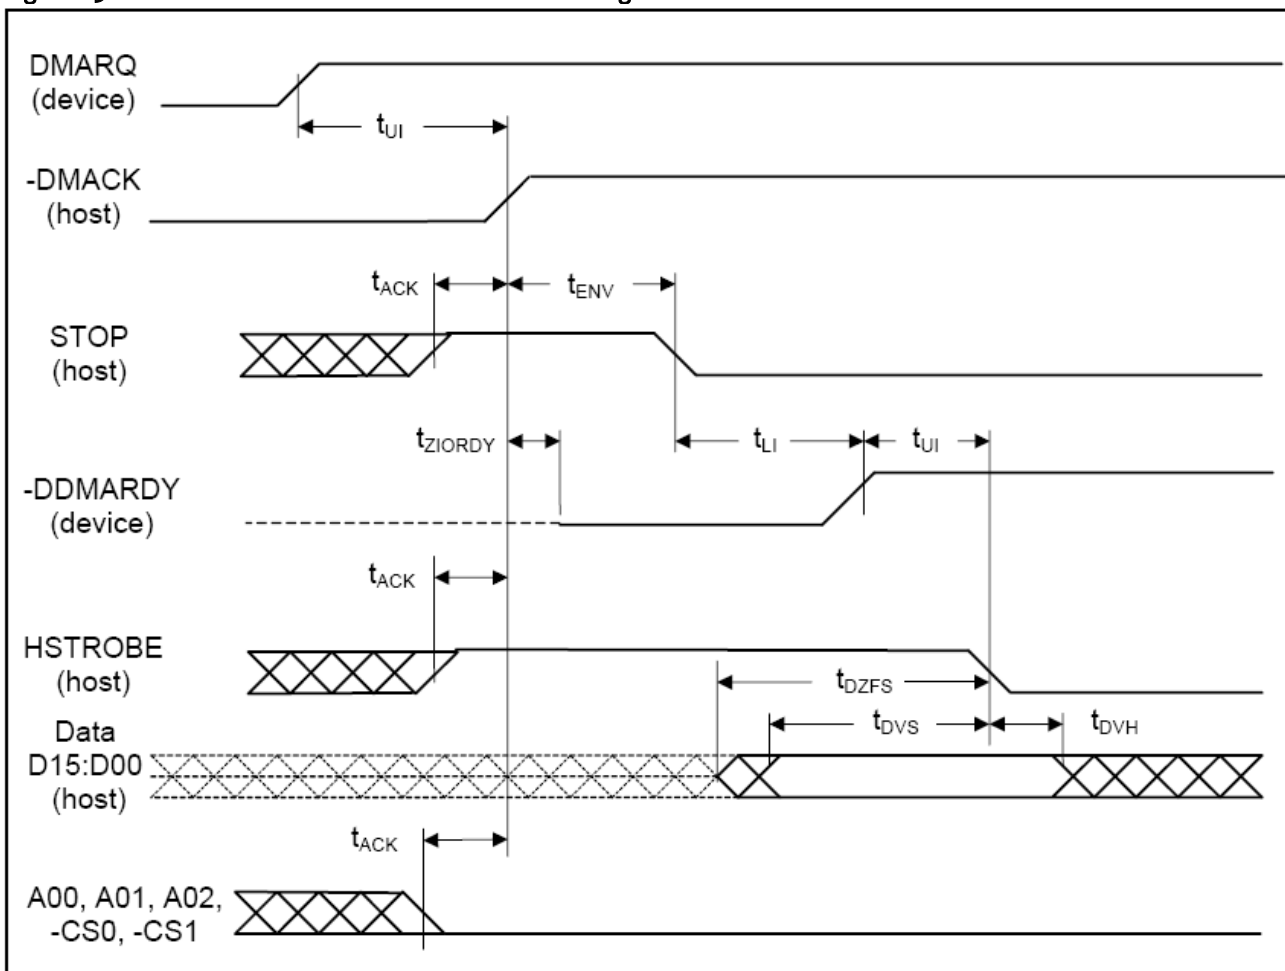 DMARQ
(device)
tUI
-DMACK
(host)
tACK
tENV
STOP
(host)
tZIORDY
tLI
tUI
-DDMARDY
(device)
tACK
HSTROBE
(host)
tDZFS
Data
tDVS
tDVH
D15:D00
(host)
tACK
A00, A01, A02,
-CS0, -CS1